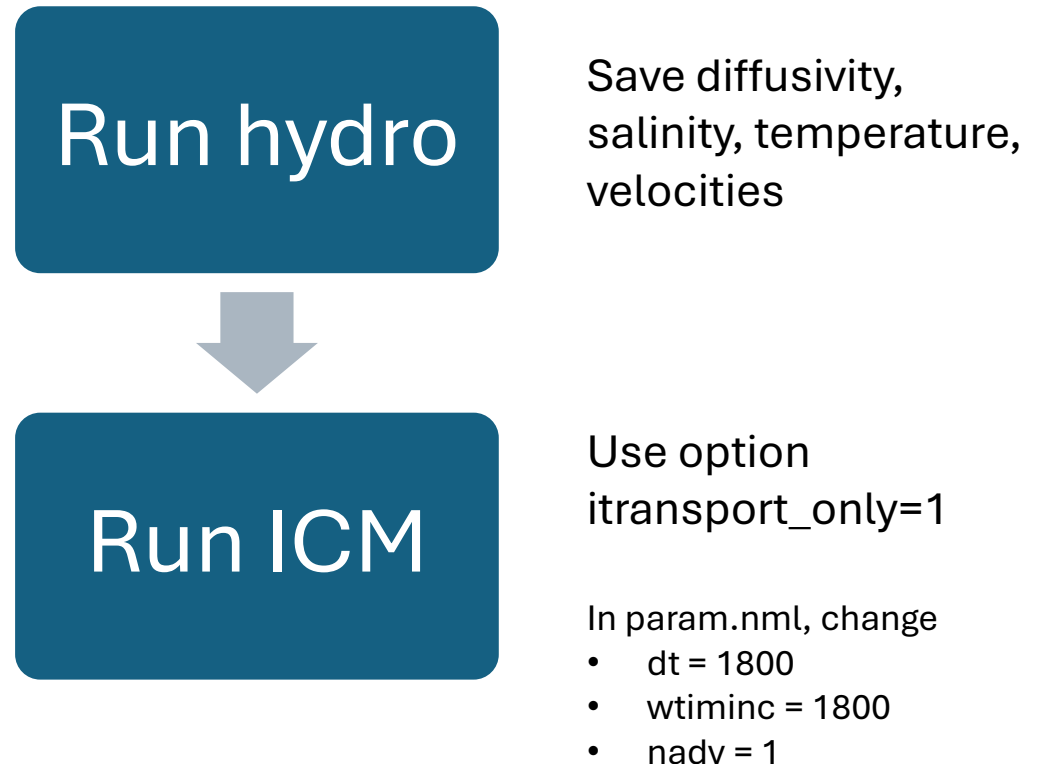 Run hydro
Save diffusivity,
salinity, temperature,
velocities
Run ICM
Use option
itransport_only=1
In param.nml, change
• dt = 1800
• wtiminc = 1800
• nadv = 1